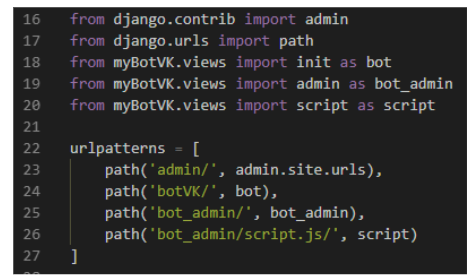 16 from django.contrib import admin
17 from django.urls import path
18 from myBotVK.views import init as bot
19 from myBotVK.views import admin as bot_admin
20 from myBotVK.views import script as script
21
22 urlpatterns = [
23     path('admin/', admin.site.urls),
24     path('botVK/', bot),
25     path('bot_admin/', bot_admin),
26     path('bot_admin/script.js/', script)
27 ]